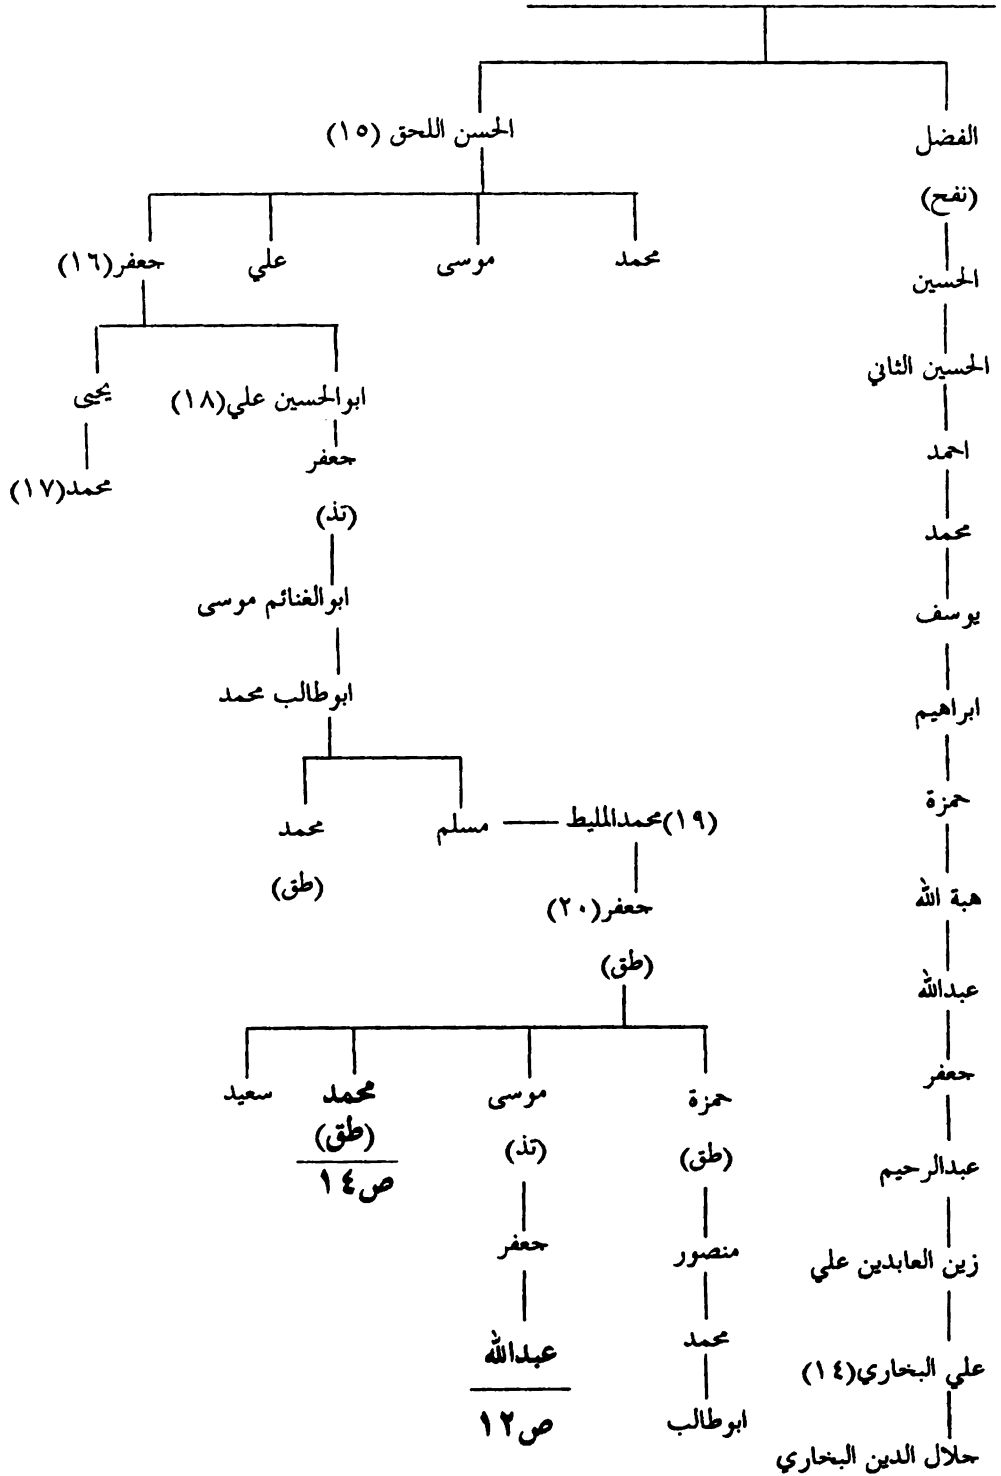 الفضل
(نفح)
الحسين
الحسين الثاني
احمد
محمد
يوسف
ابراهيم
حمزة
هبة الله
عبدالله
جعفر
عبدالرحيم
زين العابدين علي
علي البخاري(١٤)
جلال الدين البخاري
الحسن اللحق (١٥)
محمد
موسى
علي
جعفر(١٦)
ابوالحسين علي(١٨)
يحيى
محمد(١٧)
جعفر
(تذ)
ابوالغنائم موسى
ابوطالب محمد
مسلم
محمد
(طق)
(١٩)محمدالمليط
جعفر(٢٠)
(طق)
حمزة
(طق)
منصور
محمد
ابوطالب
موسى
(تذ)
جعفر
عبدالله
ص١٢
محمد
(طق)
ص١٤
سعيد